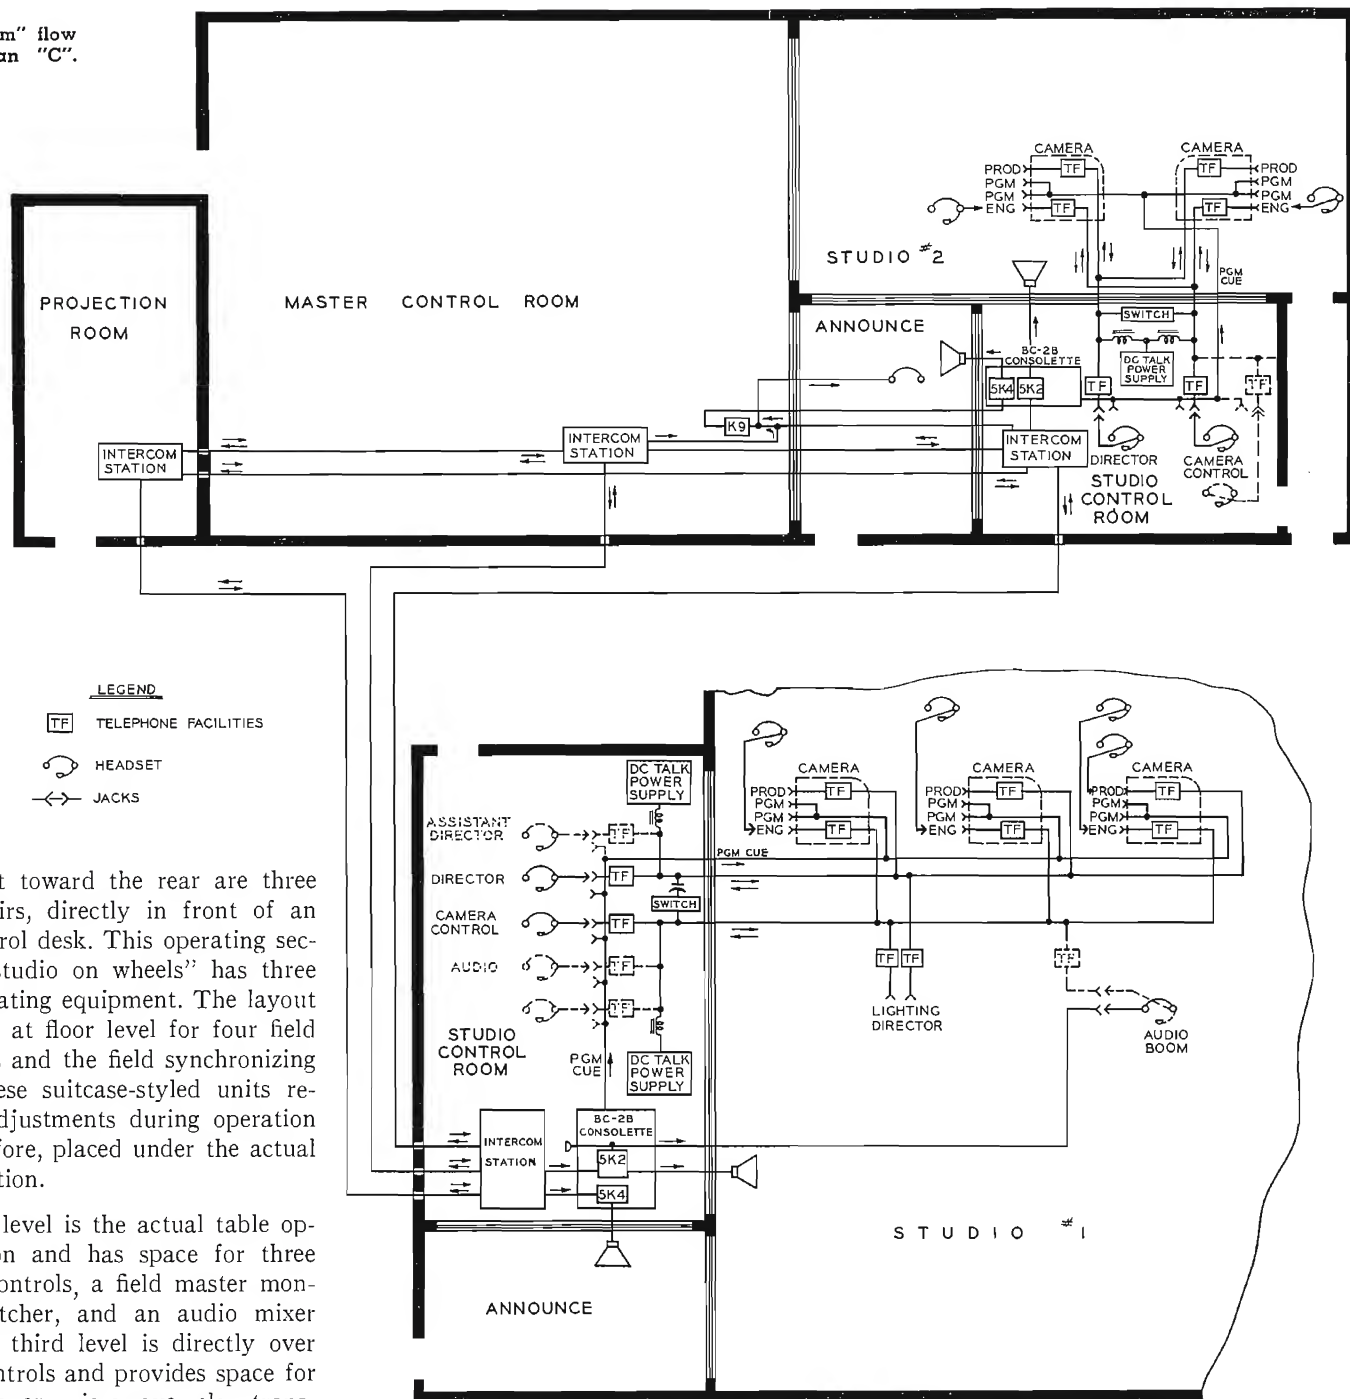 m" flow
an "C".
CAMERA
CAMERA
PROD
TF
TF
PROD
PGM
PGM
PGM
PGM
ENG
TF
TF
ENG
STUDIO #2
PGM
CUE
PROJECTION
ROOM
MASTER CONTROL ROOM
ANNOUNCE
SWITCH
BC-2B
CONSOLETTE
DC TALK
POWER
SUPPLY
5K4
5K2
TF
TF
TF
K9
INTERCOM
STATION
INTERCOM
STATION
INTERCOM
STATION
DIRECTOR
CAMERA
CONTROL
STUDIO
CONTROL
ROOM
LEGEND
TF TELEPHONE FACILITIES
HEADSET
JACKS
DC TALK
POWER
SUPPLY
CAMERA
CAMERA
CAMERA
PROD
TF
PROD
TF
PROD
TF
PGM
PGM
PGM
PGM
PGM
PGM
ENG
TF
ENG
TF
ENG
TF
ASSISTANT
DIRECTOR
TF
PGM CUE
DIRECTOR
TF
SWITCH
CAMERA
CONTROL
TF
AUDIO
TF
TF
TF
TF
TF
LIGHTING
DIRECTOR
AUDIO
BOOM
STUDIO
CONTROL
ROOM
PGM
CUE
DC TALK
POWER
SUPPLY
INTERCOM
STATION
BC-2B
CONSOLETTE
5K2
5K4
STUDIO #1
ANNOUNCE
t toward the rear are three
irs, directly in front of an
rol desk. This operating sec-
studio on wheels" has three
ating equipment. The layout
at floor level for four field
s and the field synchronizing
ese suitcase-styled units re-
djustments during operation
fore, placed under the actual
tion.
level is the actual table op-
on and has space for three
ontrols, a field master mon-
tcher, and an audio mixer
third level is directly over
ntrols and provides space for